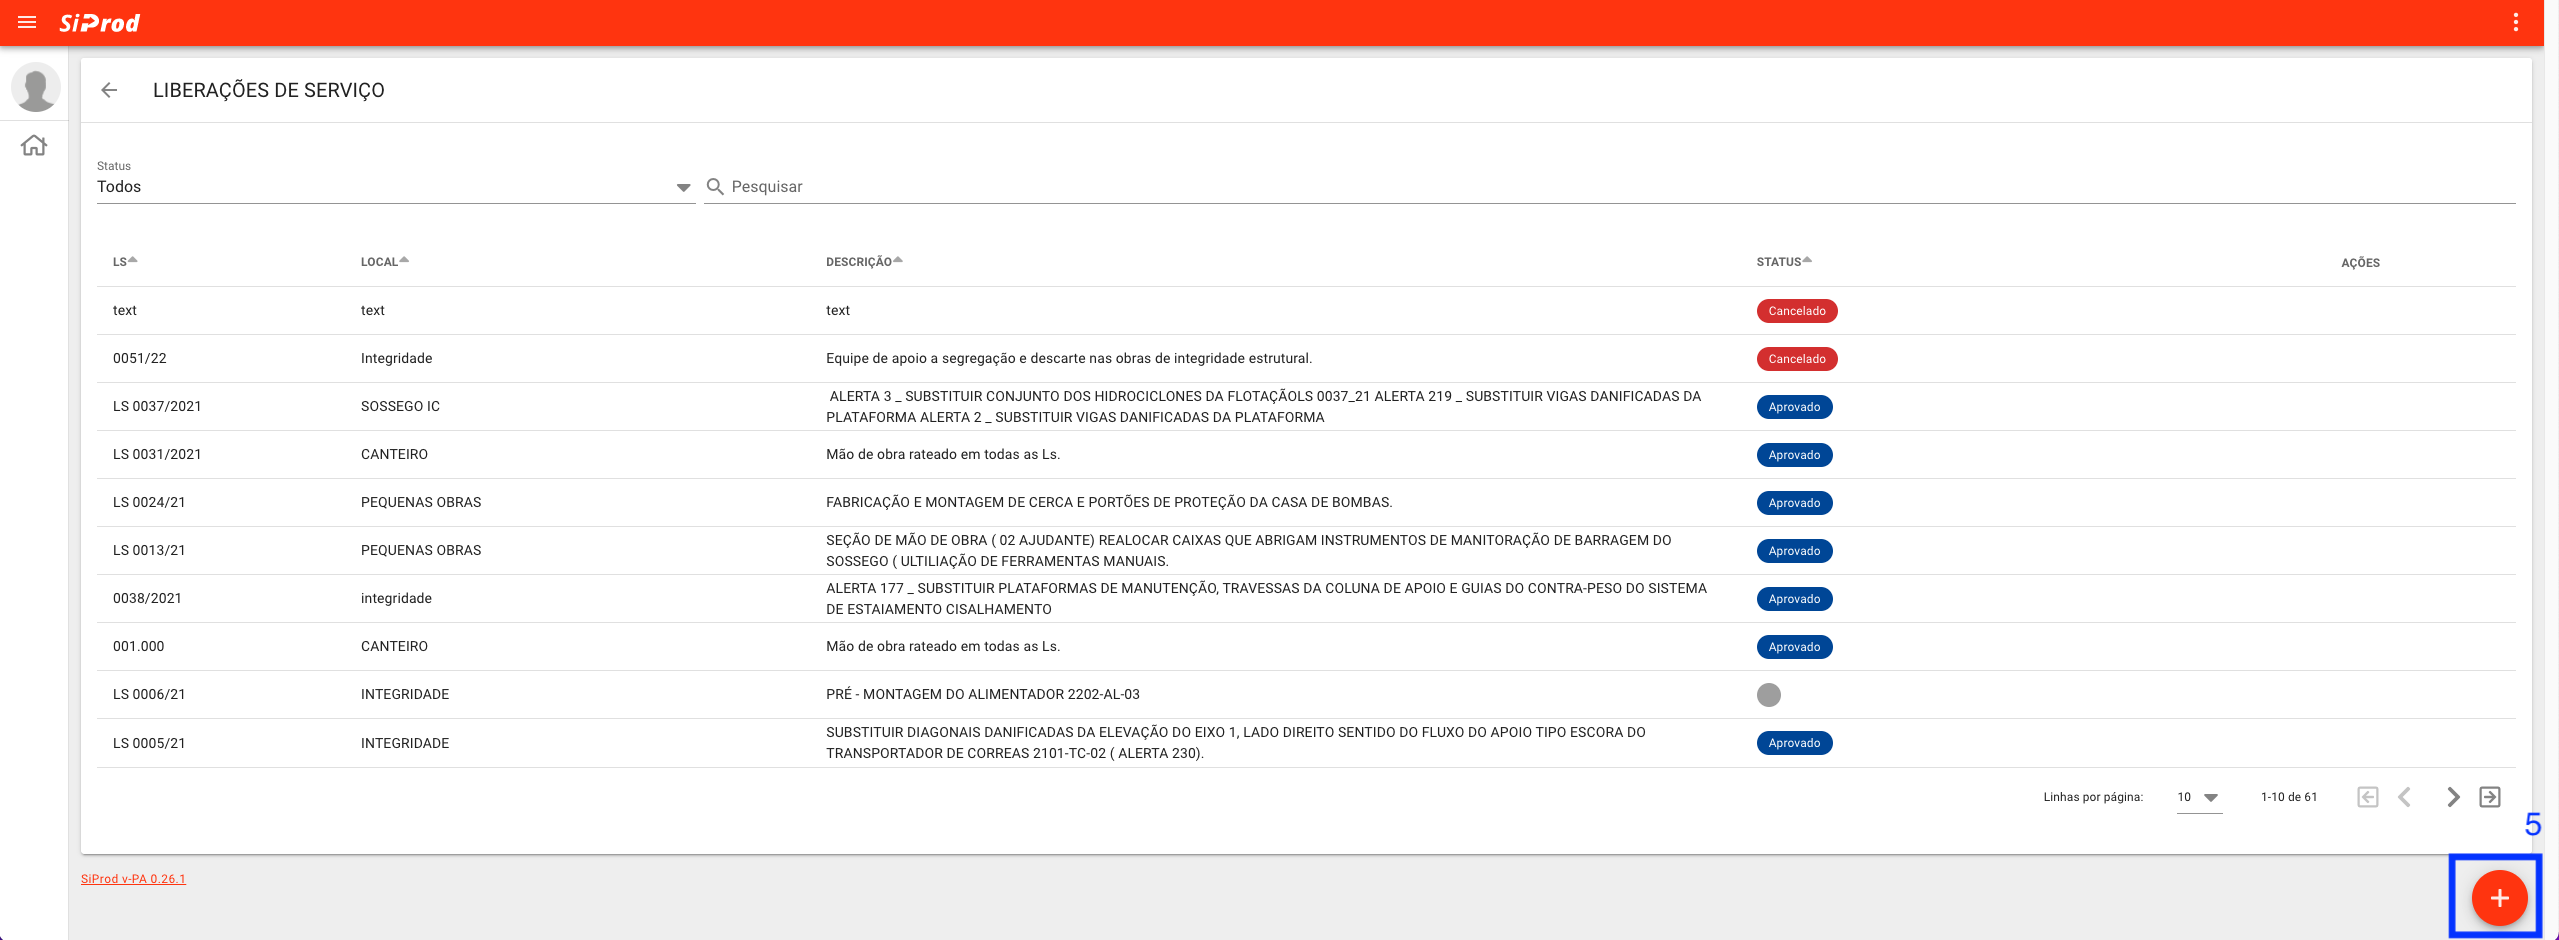 SiProd
LIBERAÇÕES DE SERVIÇO
Status
Todos
Pesquisar
LS LOCAL DESCRIÇÃO STATUS AÇÕES
text text text Cancelado
0051/22 Integridade Equipe de apoio a segregação e descarte nas obras de integridade estrutural. Cancelado
LS 0037/2021 SOSSEGO IC ALERTA 3 _ SUBSTITUIR CONJUNTO DOS HIDROCICLONES DA FLOTAÇÃOLS 0037_21 ALERTA 219 _ SUBSTITUIR VIGAS DANIFICADAS DA
PLATAFORMA ALERTA 2 _ SUBSTITUIR VIGAS DANIFICADAS DA PLATAFORMA Aprovado
LS 0031/2021 CANTEIRO Mão de obra rateado em todas as Ls. Aprovado
LS 0024/21 PEQUENAS OBRAS FABRICAÇÃO E MONTAGEM DE CERCA E PORTÕES DE PROTEÇÃO DA CASA DE BOMBAS. Aprovado
LS 0013/21 PEQUENAS OBRAS SEÇÃO DE MÃO DE OBRA ( 02 AJUDANTE) REALOCAR CAIXAS QUE ABRIGAM INSTRUMENTOS DE MANITORAÇÃO DE BARRAGEM DO
SOSSEGO ( ULTILIAÇÃO DE FERRAMENTAS MANUAIS. Aprovado
0038/2021 integridade ALERTA 177 _ SUBSTITUIR PLATAFORMAS DE MANUTENÇÃO, TRAVESSAS DA COLUNA DE APOIO E GUIAS DO CONTRA-PESO DO SISTEMA
DE ESTAIAMENTO CISALHAMENTO Aprovado
001.000 CANTEIRO Mão de obra rateado em todas as Ls. Aprovado
LS 0006/21 INTEGRIDADE PRÉ - MONTAGEM DO ALIMENTADOR 2202-AL-03
LS 0005/21 INTEGRIDADE SUBSTITUIR DIAGONAIS DANIFICADAS DA ELEVAÇÃO DO EIXO 1, LADO DIREITO SENTIDO DO FLUXO DO APOIO TIPO ESCORA DO
TRANSPORTADOR DE CORREAS 2101-TC-02 ( ALERTA 230). Aprovado
Linhas por página: 10 1-10 de 61
5
SiProd v-PA 0.26.1